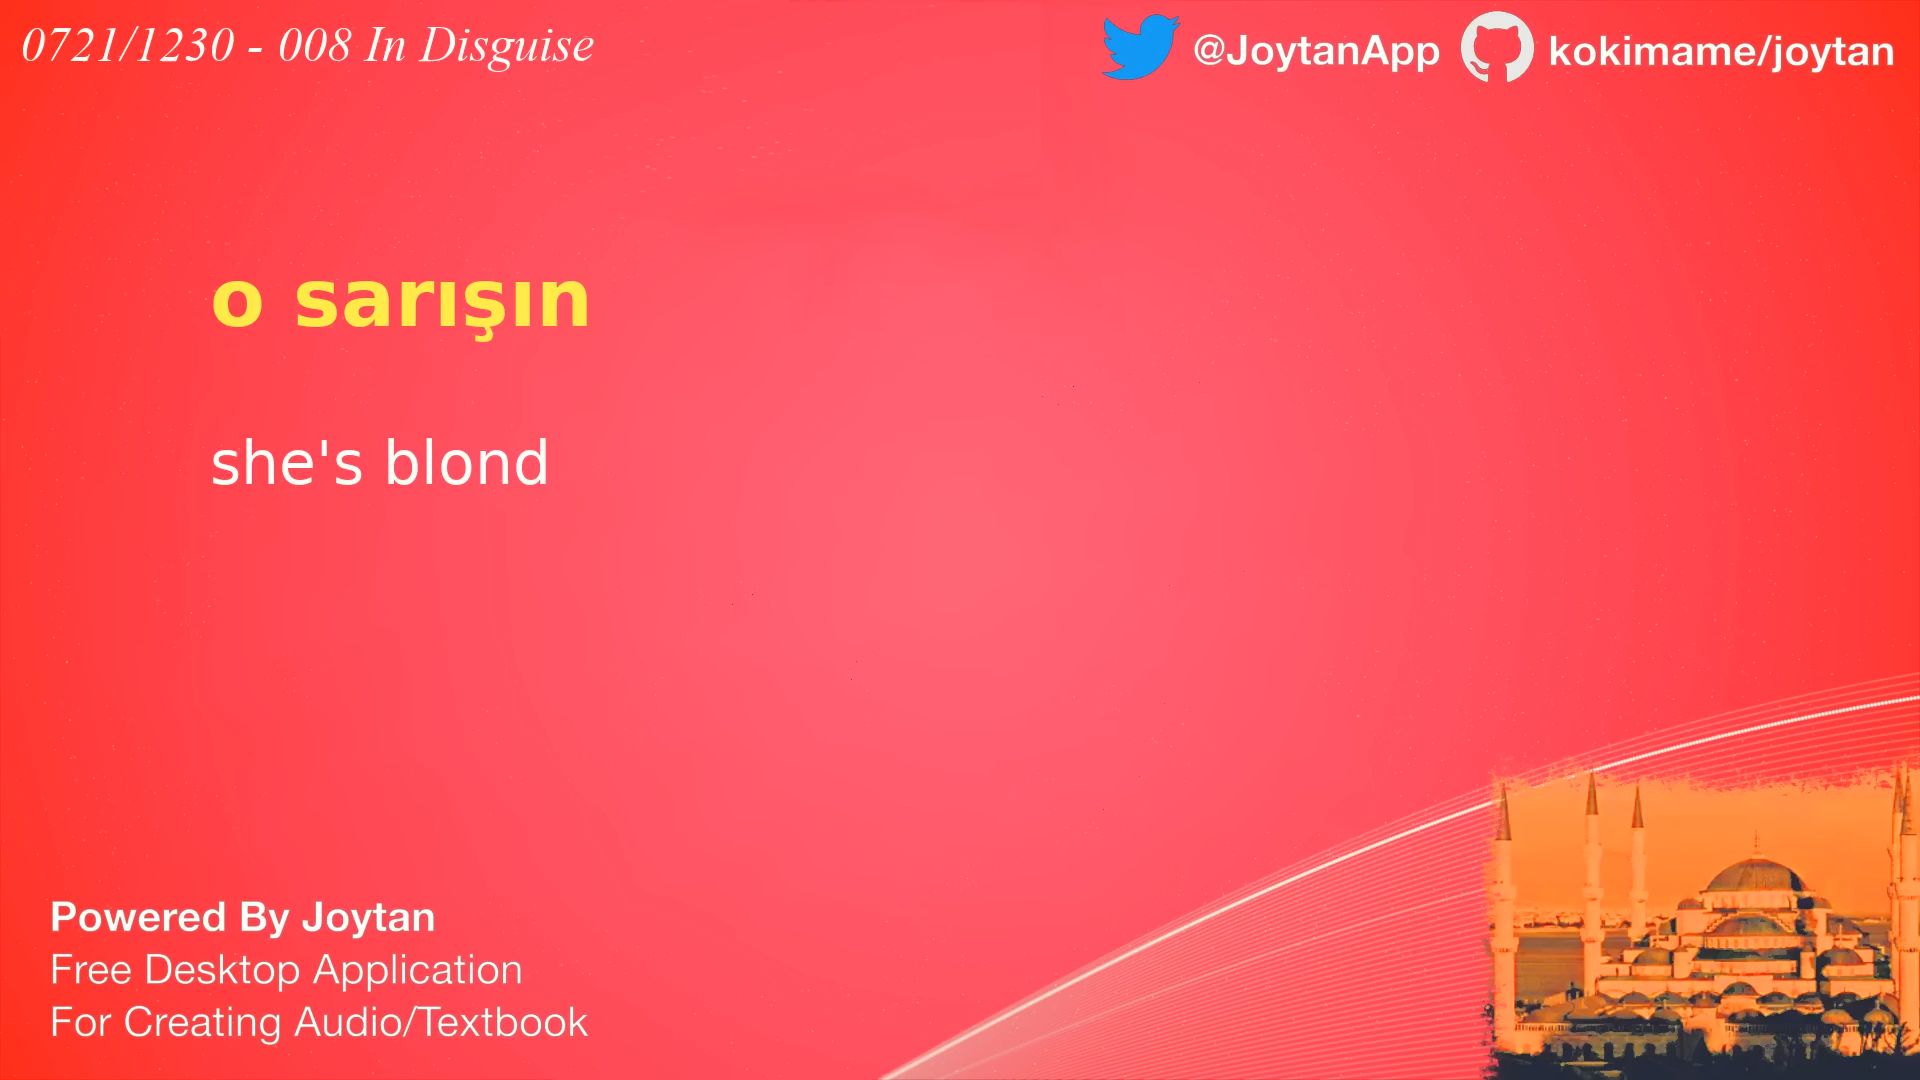 0721/1230 - 008 In Disguise
@JoytanApp
kokimame/joytan
o sarışın
she's blond
Powered By Joytan
Free Desktop Application
For Creating Audio/Textbook